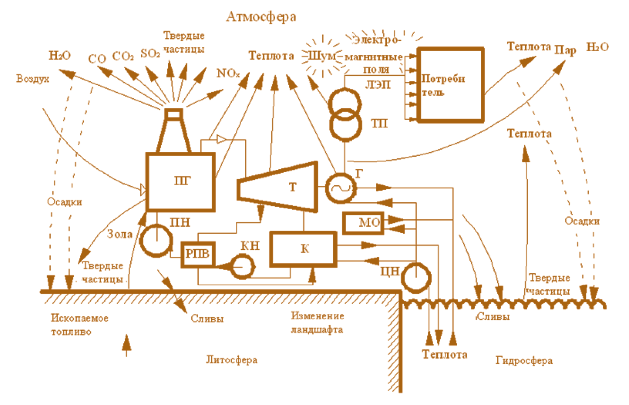 Атмосфера
H₂O
CO
CO₂
SO₂
Твердые
частицы
NOₓ
Теплота
Шум
Электро-
магнитные
поля
ЛЭП
Потреби
тель
Теплота
Пар
H₂O
Воздух
ТП
Теплота
ПГ
Т
Г
Осадки
Зола
ПН
РПВ
КН
К
МО
ЦН
Осадки
Твердые
частицы
Твердые
частицы
Ископаемое
топливо
Сливы
Изменение
ландшафта
Сливы
Теплота
Литосфера
Гидросфера